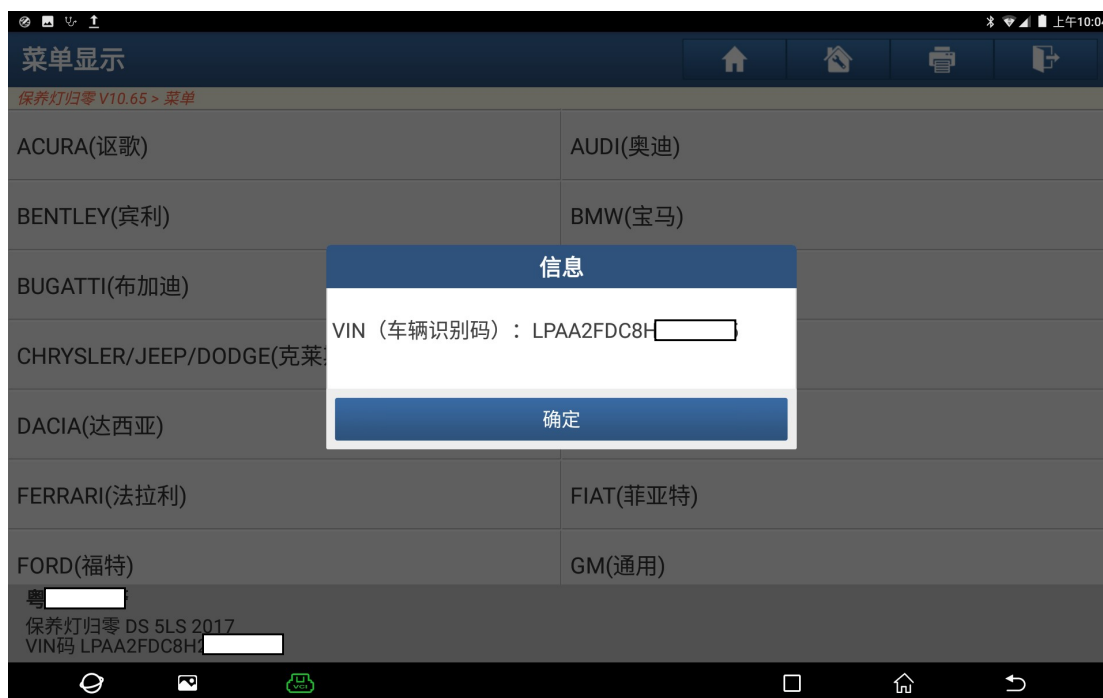 上午10:04
菜单显示
保养灯归零 V10.65 > 菜单
ACURA(讴歌)
AUDI(奥迪)
BENTLEY(宾利)
BMW(宝马)
BUGATTI(布加迪)
信息
VIN（车辆识别码）：LPAA2FDC8H
CHRYSLER/JEEP/DODGE(克莱
确定
DACIA(达西亚)
FERRARI(法拉利)
FIAT(菲亚特)
FORD(福特)
GM(通用)
粤
保养灯归零 DS 5LS 2017
VIN码 LPAA2FDC8H
VCI